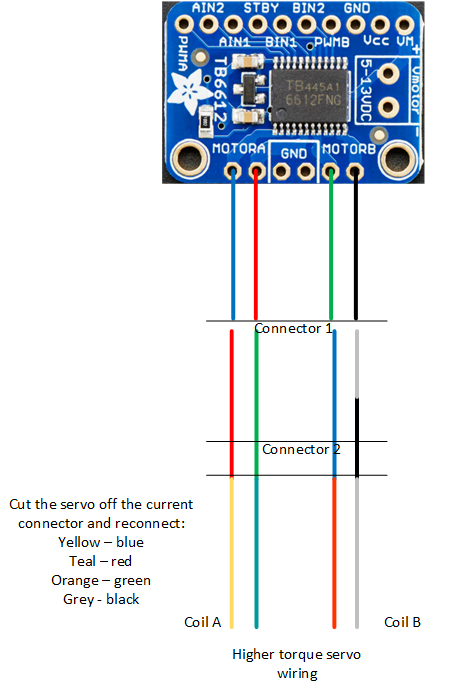 AIN2 STBY BIN2 GND
PWMA AIN1 BIN1 PWMB Vcc VM
TB6612
TB445A1
6612FNG
+ Vmotor -
5-13VDC
MOTORA GND MOTORB
Connector 1
Connector 2
Cut the servo off the current
connector and reconnect:
Yellow – blue
Teal – red
Orange – green
Grey - black
Coil A
Coil B
Higher torque servo
wiring